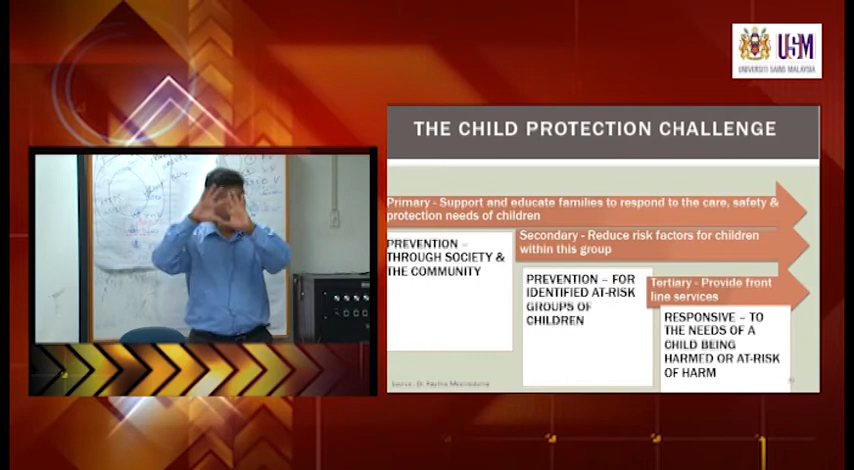 USM
UNIVERSITI SAINS MALAYSIA
THE CHILD PROTECTION CHALLENGE
Primary - Support and educate families to respond to the care, safety &
protection needs of children
PREVENTION –
THROUGH SOCIETY &
THE COMMUNITY
Secondary - Reduce risk factors for children
within this group
PREVENTION – FOR
IDENTIFIED AT-RISK
GROUPS OF
CHILDREN
Tertiary - Provide front
line services
RESPONSIVE – TO
THE NEEDS OF A
CHILD BEING
HARMED OR AT-RISK
OF HARM